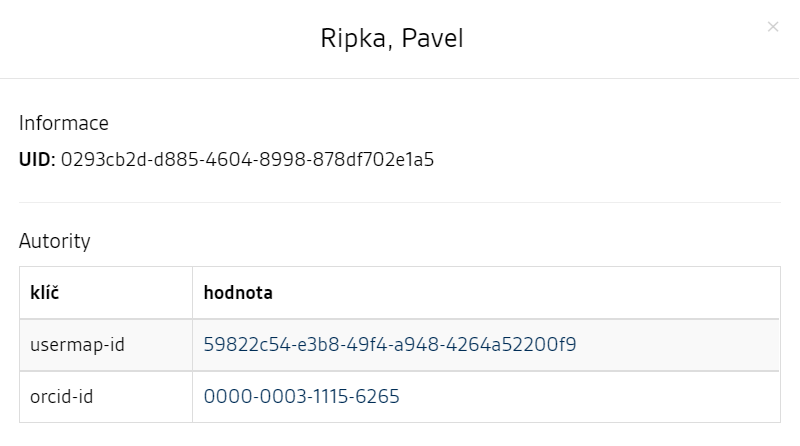 Ripka, Pavel
×
Informace
UID: 0293cb2d-d885-4604-8998-878df702e1a5
Autority
klíč hodnota
usermap-id 59822c54-e3b8-49f4-a948-4264a52200f9
orcid-id 0000-0003-1115-6265